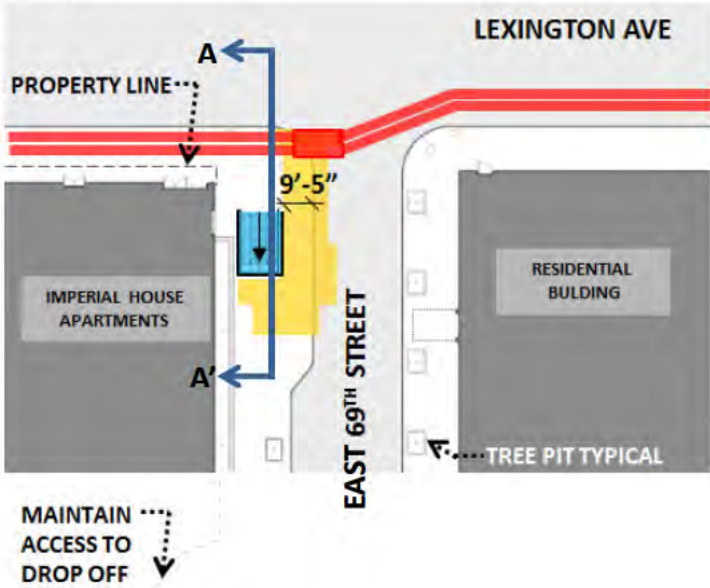 LEXINGTON AVE
A
PROPERTY LINE
9'-5"
IMPERIAL HOUSE
APARTMENTS
RESIDENTIAL
BULDING
EAST 69TH STREET
A'
TREE PIT TYPICAL
MAINTAIN
ACCESS TO
DROP OFF